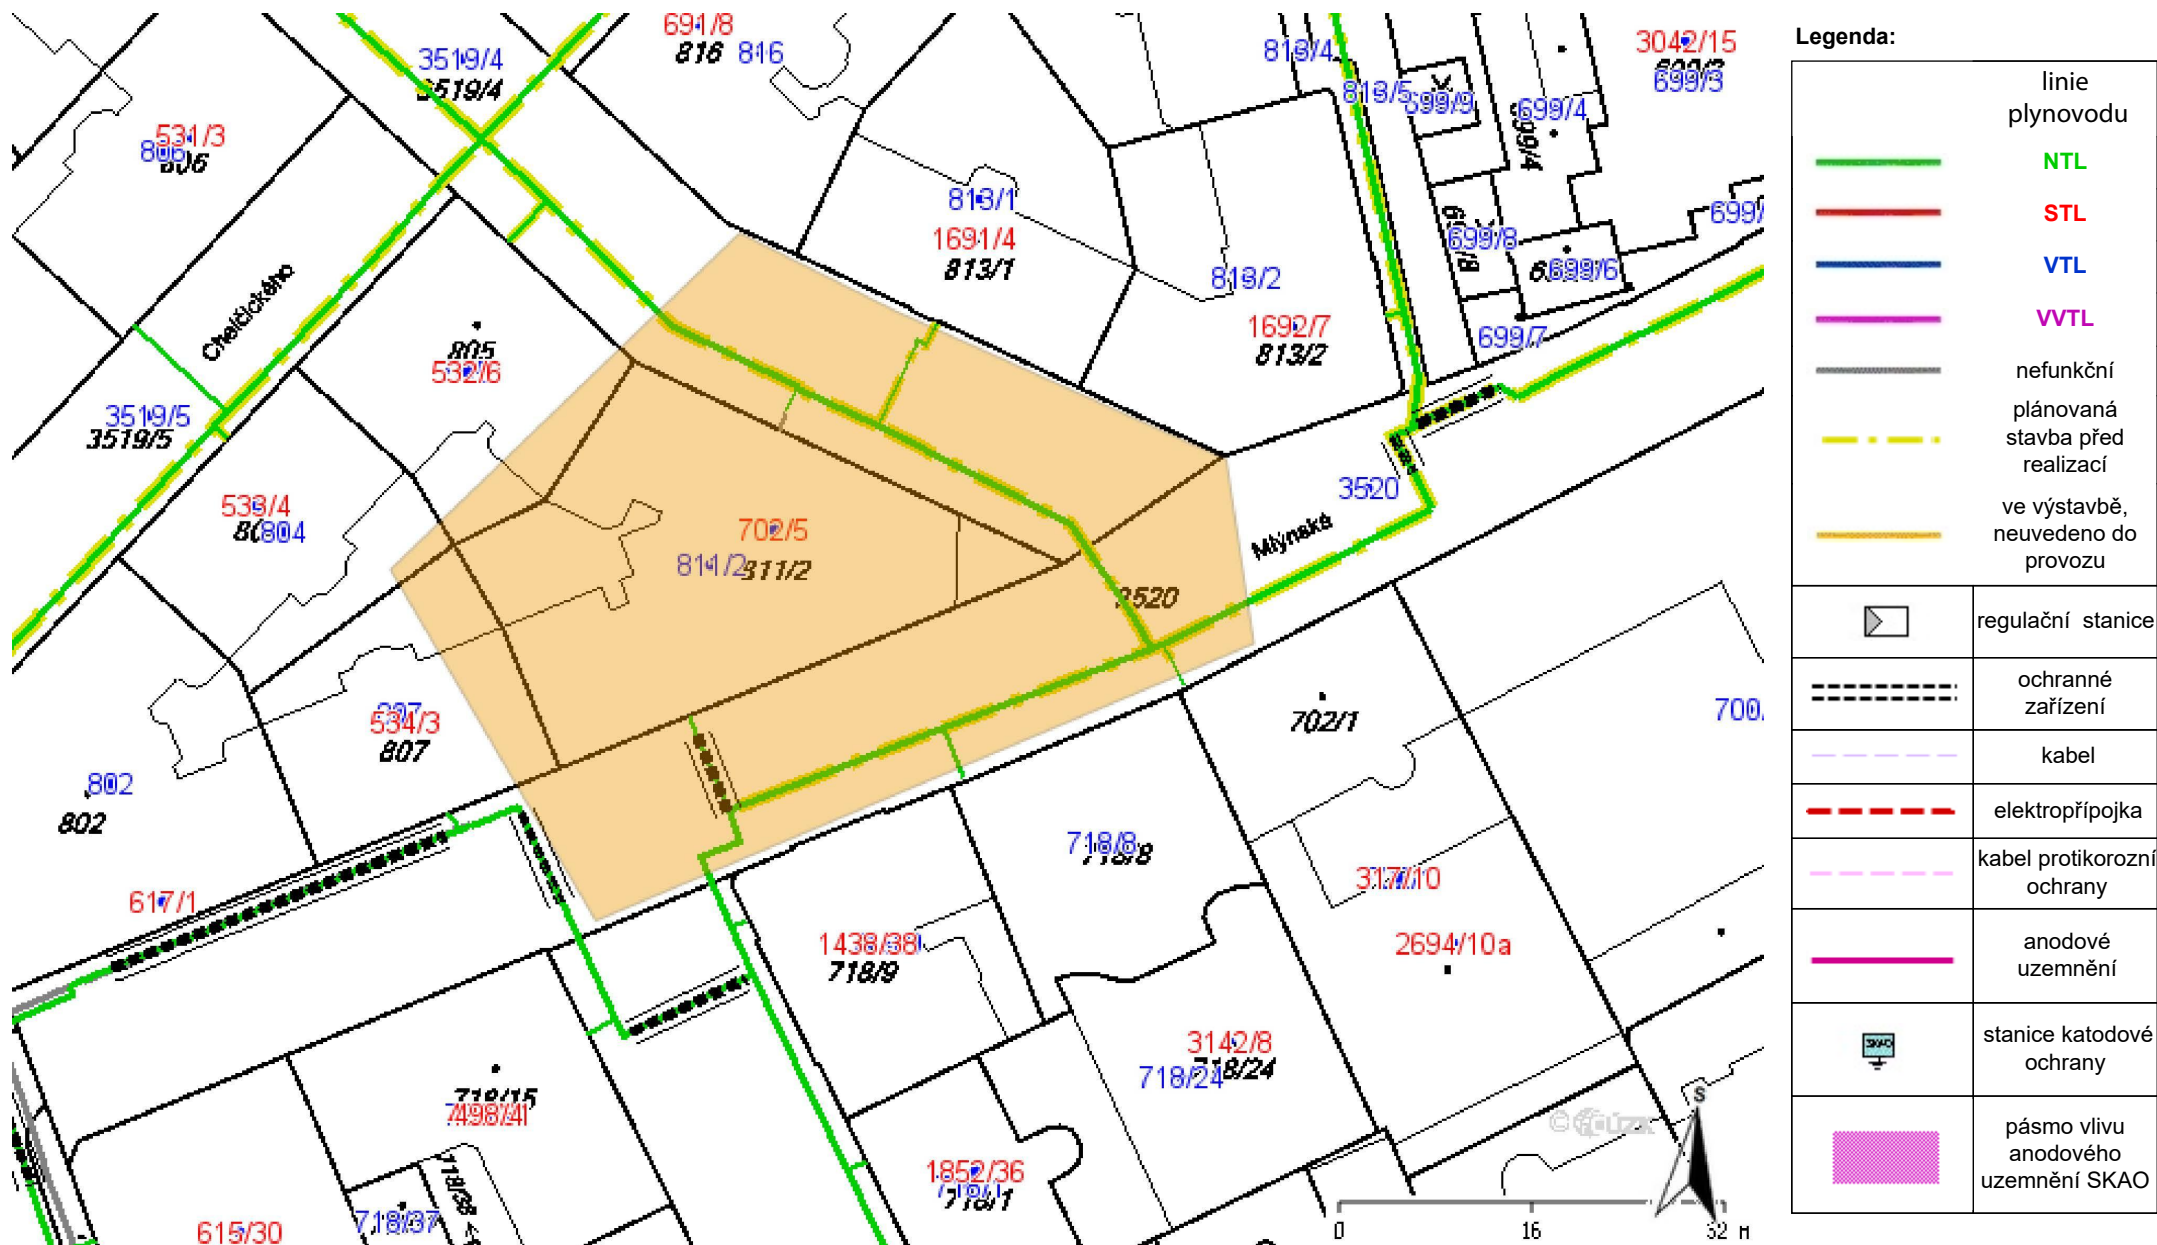 691/8
816
816
3519/4
3519/4
813/4
3042/15
699/3
813/5
699/9
699/4
699/4
531/3
806
806
813/1
1691/4
813/1
699/8
699/6
813/2
Chelčického
1692/7
813/2
699/7
805
532/6
3519/5
3519/5
533/4
804
3520
Mlýnská
702/5
811/2
811/2
3520
534/3
807
702/1
700
802
802
718/8
718/8
617/1
317/10
1438/38
718/9
2694/10a
3142/8
718/24
718/24
718/15
1852/36
718/1
718/37
615/30
S
0 16 32 M
Legenda:
linie
plynovodu
NTL
STL
VTL
VVTL
nefunkční
plánovaná
stavba před
realizací
ve výstavbě,
neuvedeno do
provozu
regulační stanice
ochranné
zařízení
kabel
elektropřípojka
kabel protikorozní
ochrany
anodové
uzemnění
SKAO
stanice katodové
ochrany
pásmo vlivu
anodového
uzemnění SKAO